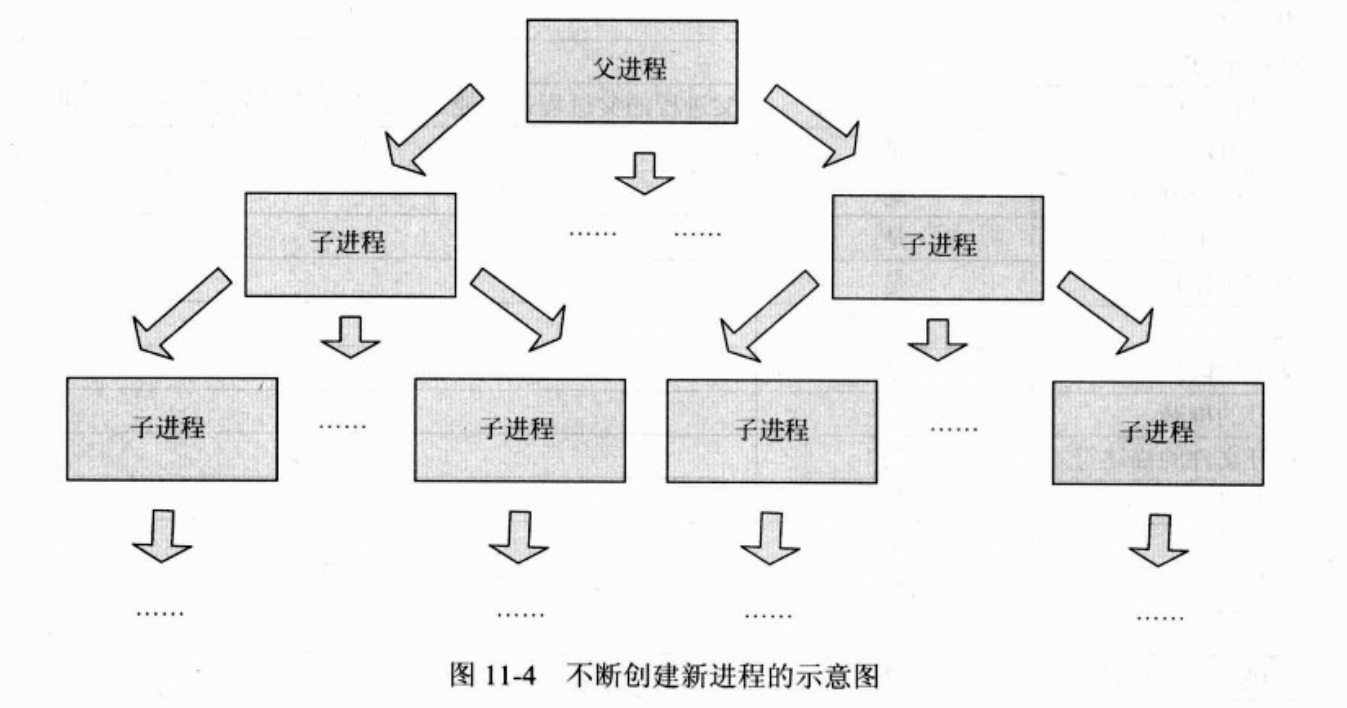 父进程
子进程 …… …… 子进程
子进程 …… 子进程 子进程 …… 子进程
…… …… …… ……
图 11-4 不断创建新进程的示意图